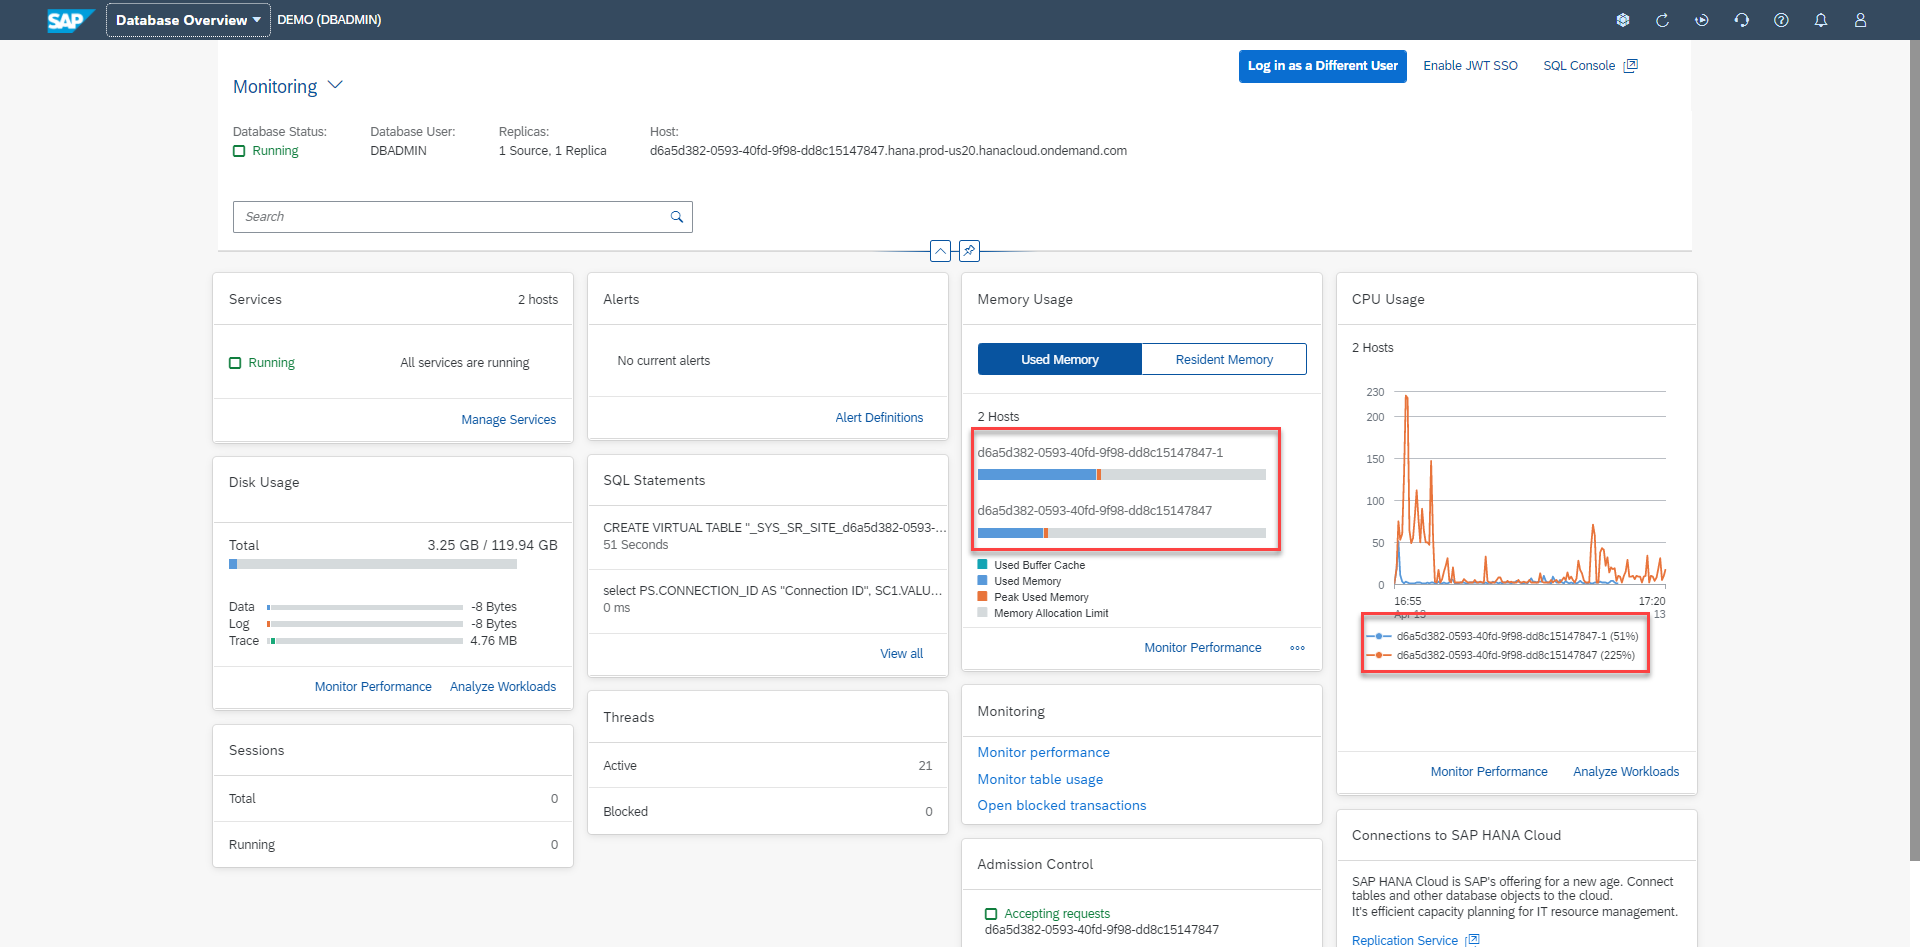 SAP Database Overview DEMO (DBADMIN)
Log in as a Different User Enable JWT SSO SQL Console
Monitoring
Database Status: Database User: Replicas: Host:
Running DBADMIN 1 Source, 1 Replica d6a5d382-0593-40fd-9f98-dd8c15147847.hana.prod-us20.hanacloud.ondemand.com
Search
Services 2 hosts
Running All services are running
Manage Services
Disk Usage
Total 3.25 GB / 119.94 GB
Data -8 Bytes
Log -8 Bytes
Trace 4.76 MB
Monitor Performance Analyze Workloads
Sessions
Total 0
Running 0
Alerts
No current alerts
Alert Definitions
SQL Statements
CREATE VIRTUAL TABLE "_SYS_SR_SITE_d6a5d382-0593-...
51 Seconds
select PS.CONNECTION_ID AS "Connection ID", SC1.VALU...
0 ms
View all
Threads
Active 21
Blocked 0
Memory Usage
Used Memory Resident Memory
2 Hosts
d6a5d382-0593-40fd-9f98-dd8c15147847-1
d6a5d382-0593-40fd-9f98-dd8c15147847
Used Buffer Cache
Used Memory
Peak Used Memory
Memory Allocation Limit
Monitor Performance
Monitoring
Monitor performance
Monitor table usage
Open blocked transactions
Admission Control
Accepting requests
d6a5d382-0593-40fd-9f98-dd8c15147847
CPU Usage
2 Hosts
230
200
150
100
50
0
16:55 17:20
Apr 13 13
d6a5d382-0593-40fd-9f98-dd8c15147847-1 (51%)
d6a5d382-0593-40fd-9f98-dd8c15147847 (225%)
Monitor Performance Analyze Workloads
Connections to SAP HANA Cloud
SAP HANA Cloud is SAP's offering for a new age. Connect
tables and other database objects to the cloud.
It's efficient capacity planning for IT resource management.
Replication Service